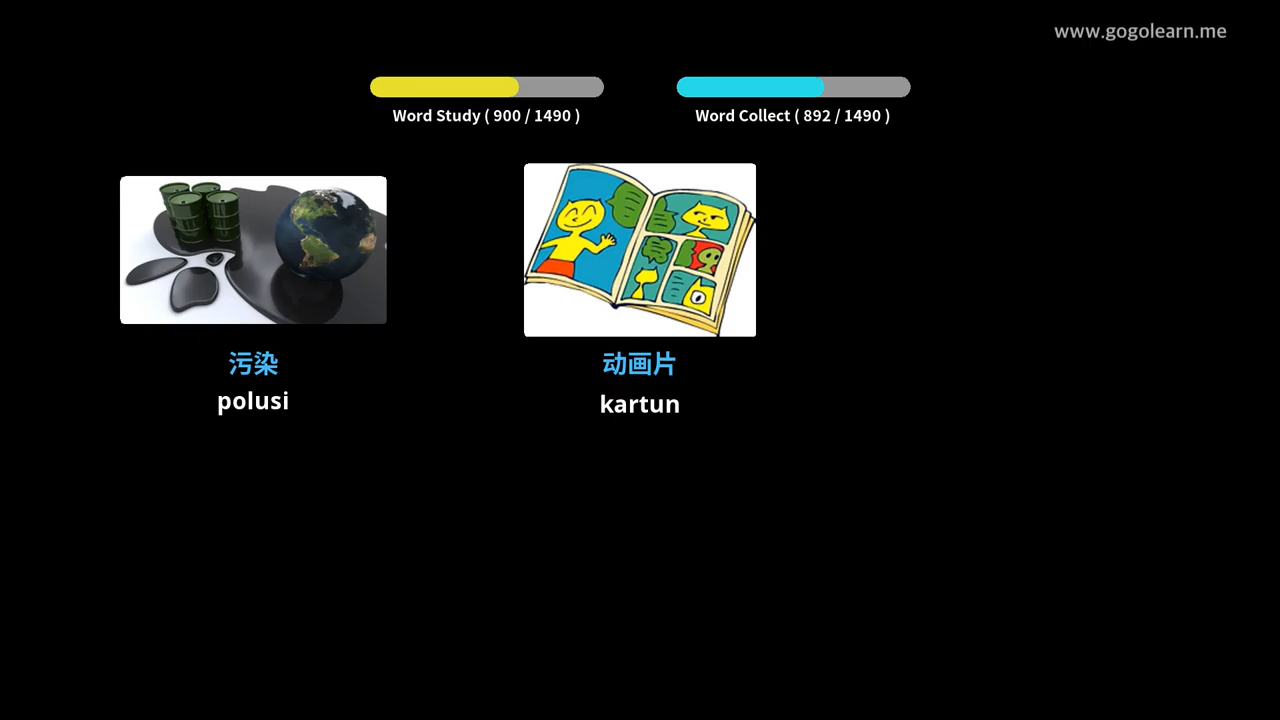 www.gogolearn.me
Word Study ( 900 / 1490 )
Word Collect ( 892 / 1490 )
污染
polusi
动画片
kartun